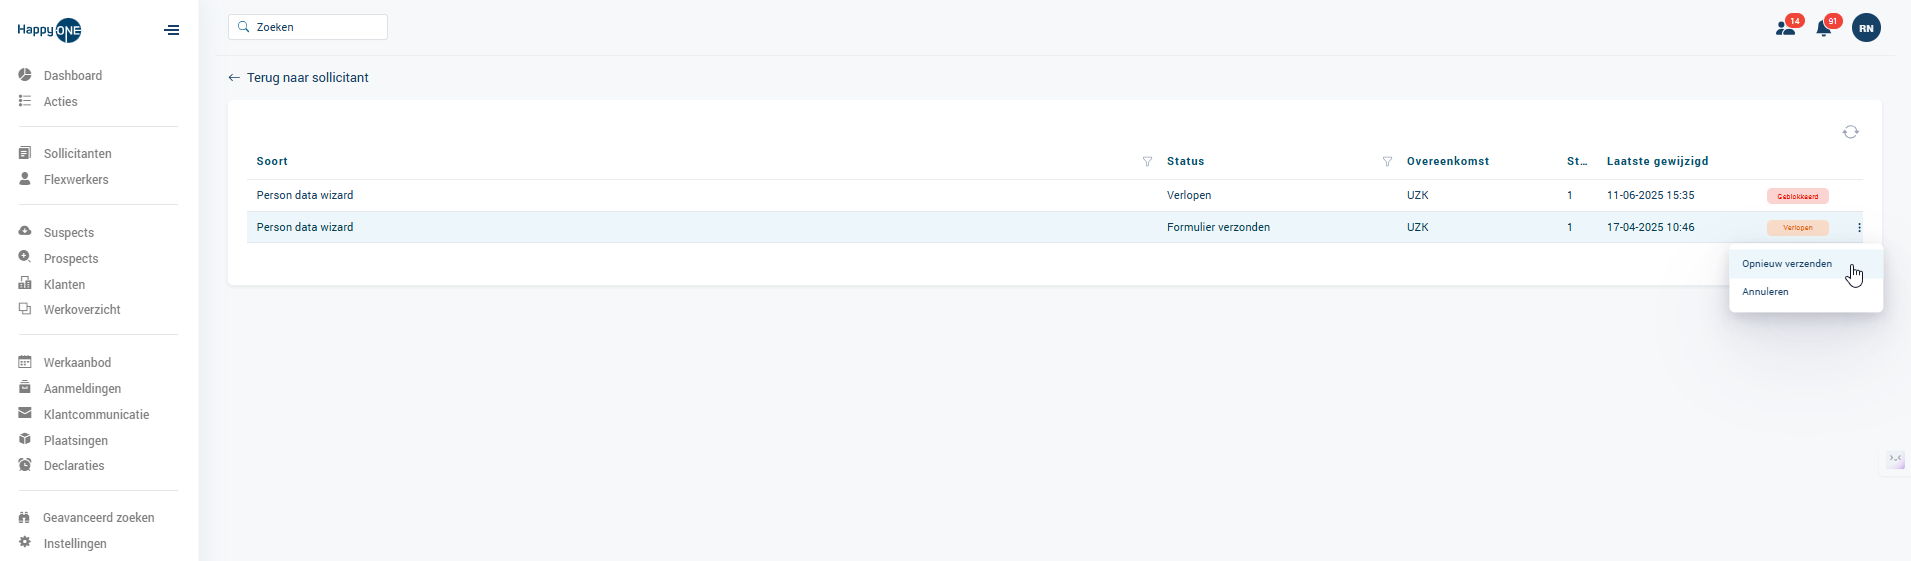 Happy ONE
Zoeken
14
91
RN
Dashboard
Acties
Sollicitanten
Flexwerkers
Suspects
Prospects
Klanten
Werkoverzicht
Werkaanbod
Aanmeldingen
Klantcommunicatie
Plaatsingen
Declaraties
Geavanceerd zoeken
Instellingen
Terug naar sollicitant
Soort Status Overeenkomst St... Laatste gewijzigd
Person data wizard Verlopen UZK 1 11-06-2025 15:35 Geblokkeerd
Person data wizard Formulier verzonden UZK 1 17-04-2025 10:46 Verlopen
Opnieuw verzenden
Annuleren